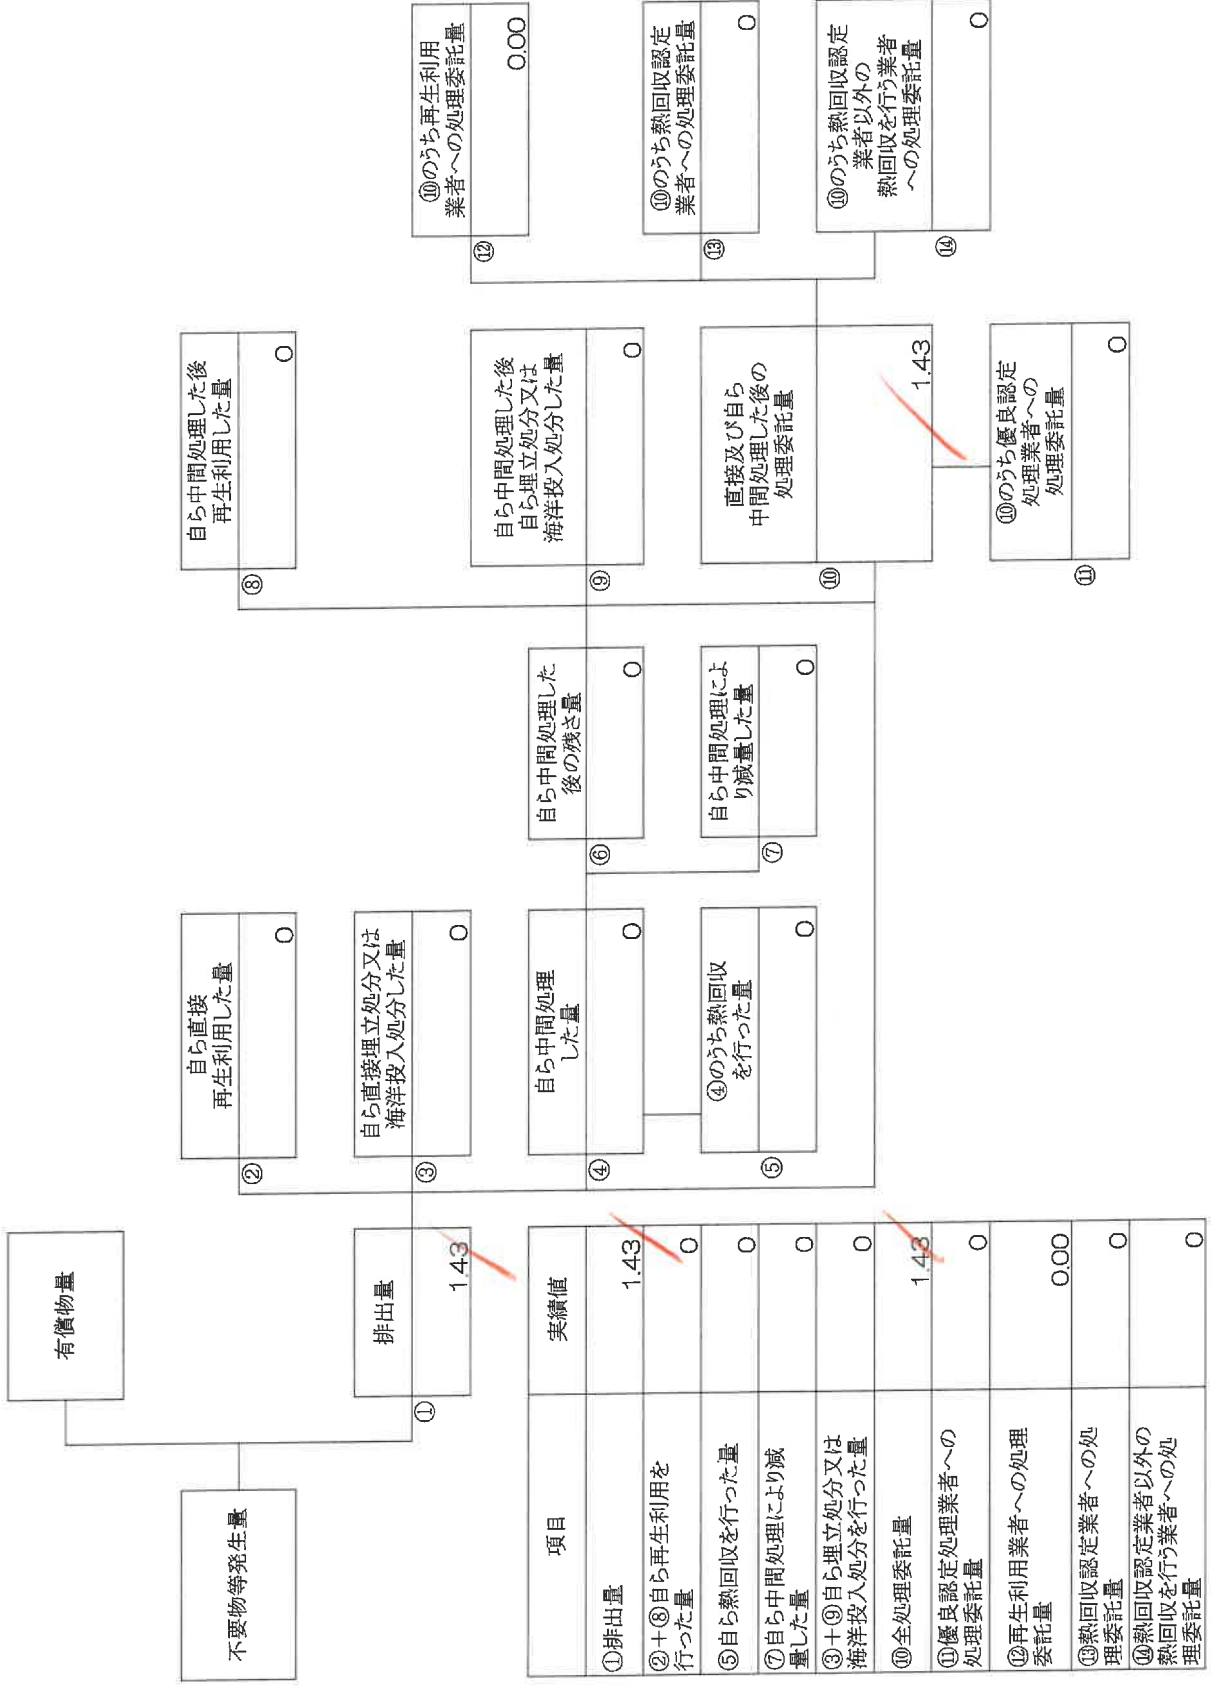 不要物等発生量
有償物量
①
排出量
1.43
②
自ら直接
再生利用した量
0
③
自ら直接埋立処分又は
海洋投入処分した量
0
④
自ら中間処理
した量
0
⑤
④のうち熱回収
を行った量
0
⑥
自ら中間処理した
後の残さ量
0
⑦
自ら中間処理によ
り減量した量
0
⑧
自ら中間処理した後
再生利用した量
0
⑨
自ら中間処理した後
自ら埋立処分又は
海洋投入処分した量
0
⑩
直接及び自ら
中間処理した後の
処理委託量
1.43
⑪
⑩のうち優良認定
処理業者への
処理委託量
0
⑫
⑩のうち再生利用
業者への処理委託量
0.00
⑬
⑩のうち熱回収認定
業者への処理委託量
0
⑭
⑩のうち熱回収認定
業者以外の
熱回収を行う業者
への処理委託量
0
項目 実績値
①排出量 1.43
②+⑧自ら再生利用を
行った量 0
⑤自ら熱回収を行った量 0
⑦自ら中間処理により減
量した量 0
③+⑨自ら埋立処分又は
海洋投入処分を行った量 0
⑩全処理委託量 1.43
⑪優良認定処理業者への
処理委託量 0
⑫再生利用業者への処理
委託量 0.00
⑬熱回収認定業者への処
理委託量 0
⑭熱回収認定業者以外の
熱回収を行う業者への処
理委託量 0